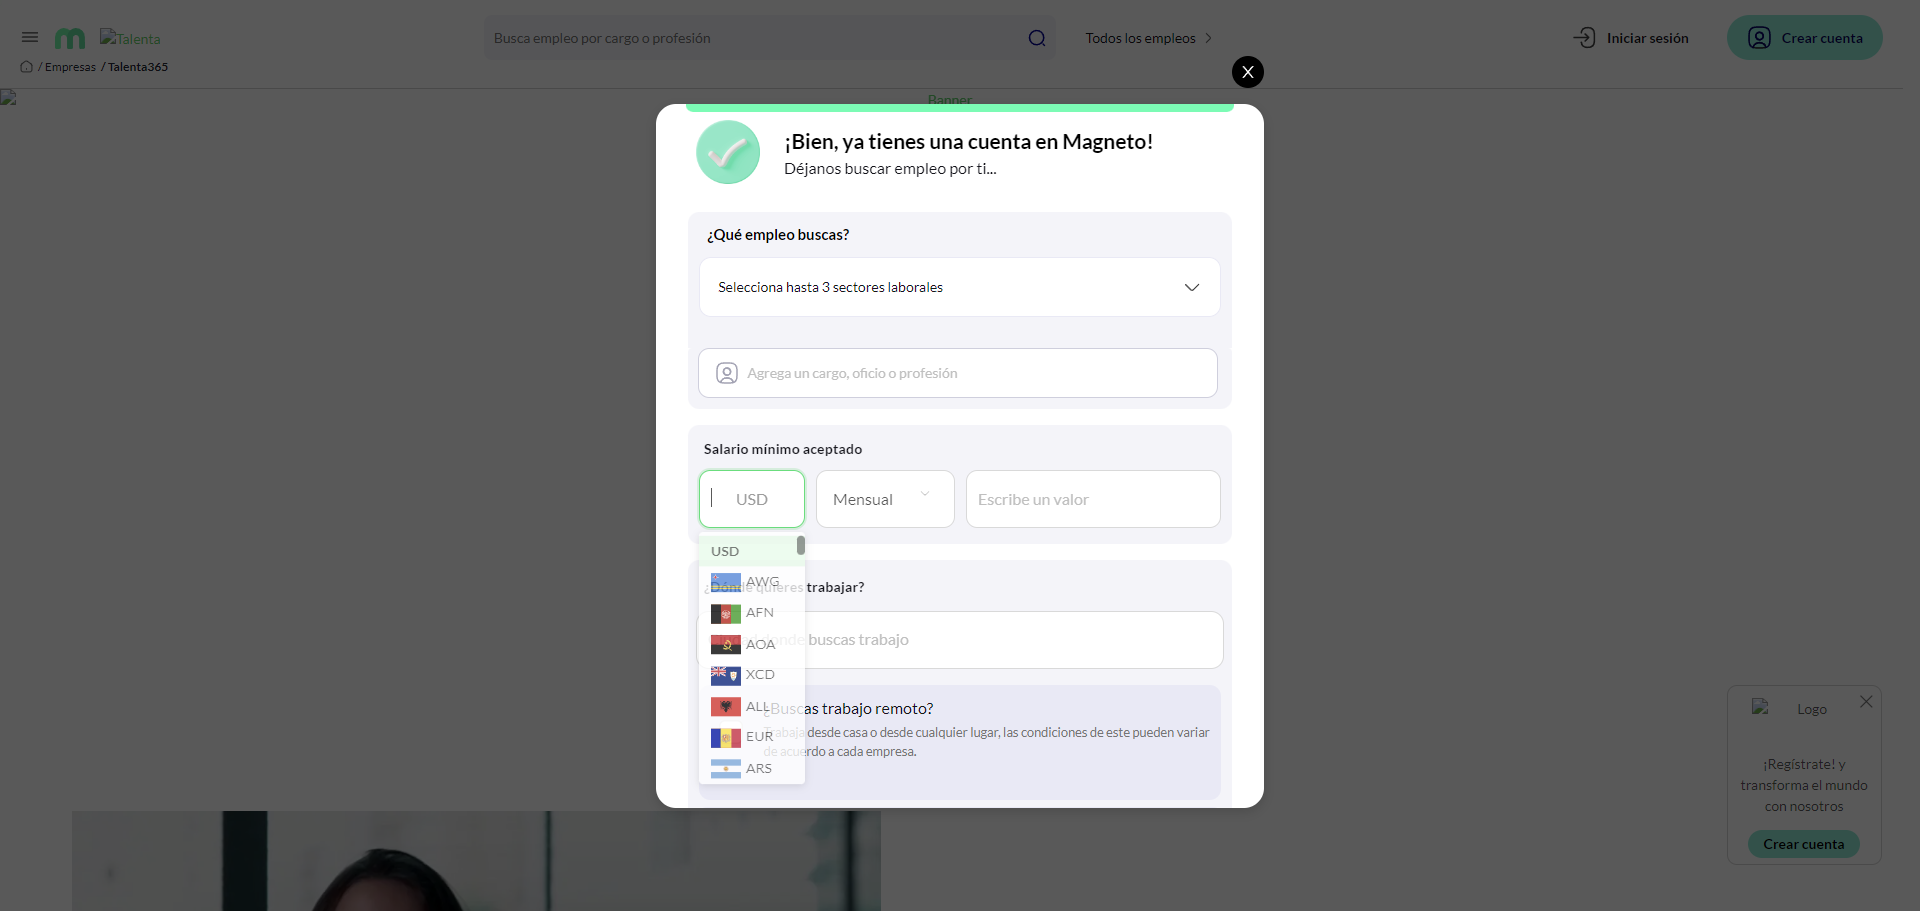 Talenta
Busca empleo por cargo o profesión
Todos los empleos
Iniciar sesión
Crear cuenta
/ Empresas / Talenta365
X
Banner
¡Bien, ya tienes una cuenta en Magneto!
Déjanos buscar empleo por ti...
¿Qué empleo buscas?
Selecciona hasta 3 sectores laborales
Agrega un cargo, oficio o profesión
Salario mínimo aceptado
USD
Mensual
Escribe un valor
USD
AWG
¿Dónde quieres trabajar?
AFN
AOA
donde buscas trabajo
XCD
ALL
¿Buscas trabajo remoto?
Trabaja desde casa o desde cualquier lugar, las condiciones de este pueden variar
EUR
de acuerdo a cada empresa.
ARS
Logo
¡Regístrate! y
transforma el mundo
con nosotros
Crear cuenta